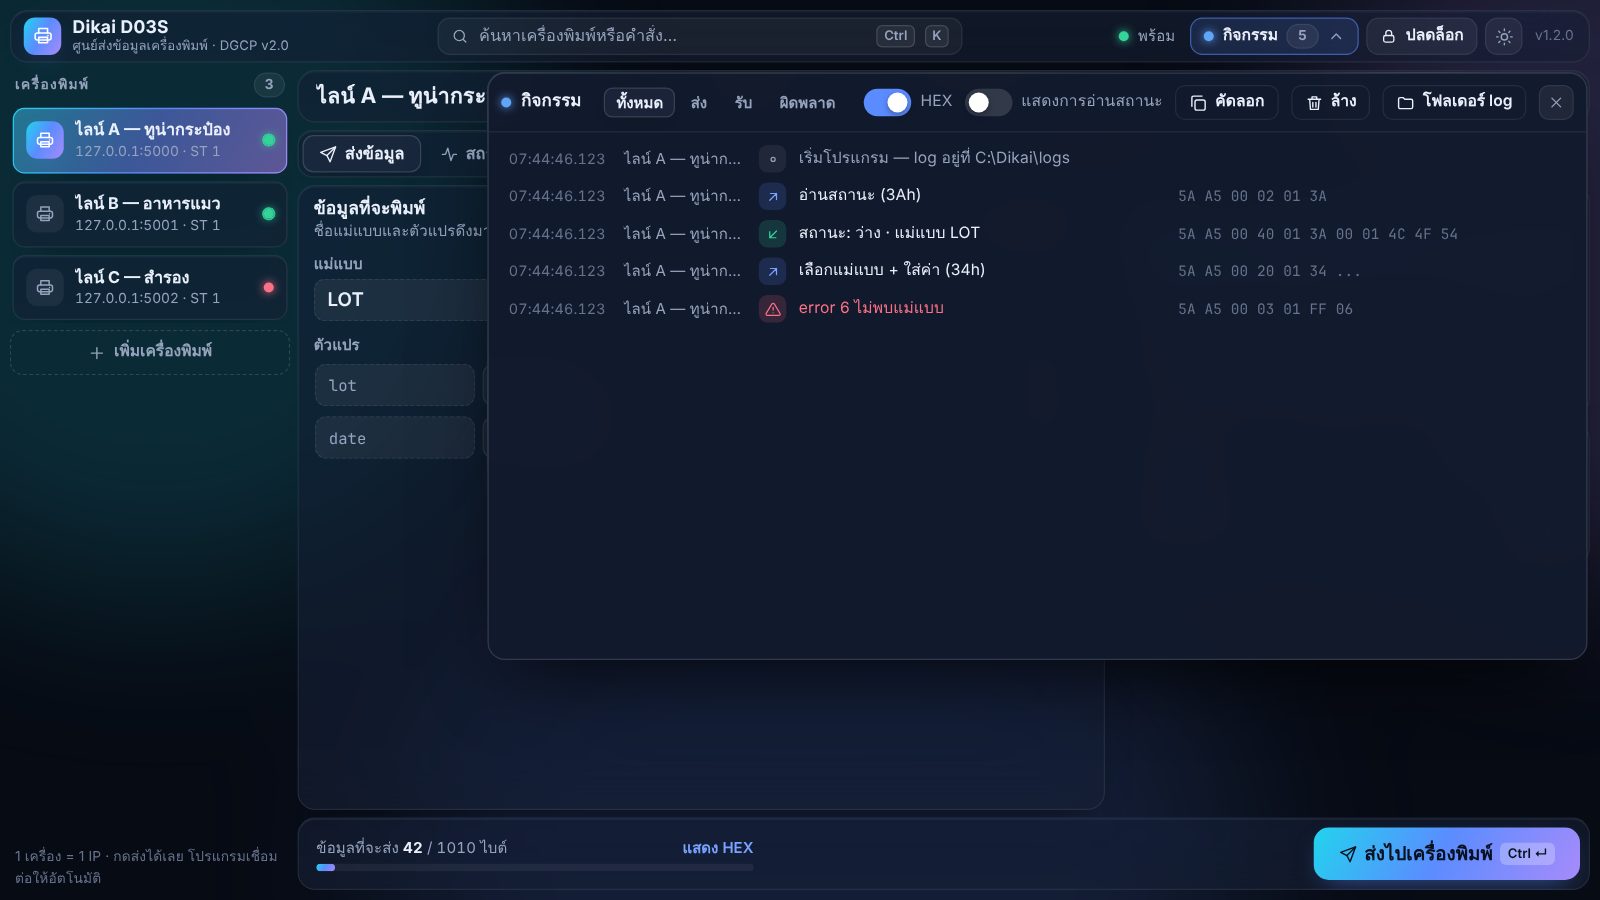 Dikai D03S
ศูนย์ส่งข้อมูลเครื่องพิมพ์ · DGCP v2.0
ค้นหาเครื่องพิมพ์หรือคำสั่ง...
Ctrl K
พร้อม
กิจกรรม 5
ปลดล็อก
v1.2.0
เครื่องพิมพ์ 3
ไลน์ A — ทูน่ากระป๋อง
127.0.0.1:5000 · ST 1
ไลน์ B — อาหารแมว
127.0.0.1:5001 · ST 1
ไลน์ C — สำรอง
127.0.0.1:5002 · ST 1
เพิ่มเครื่องพิมพ์
1 เครื่อง = 1 IP · กดส่งได้เลย โปรแกรมเชื่อม
ต่อให้อัตโนมัติ
ไลน์ A — ทูน่ากระ
ส่งข้อมูล
ข้อมูลที่จะพิมพ์
ชื่อแม่แบบและตัวแปรดึงมา
แม่แบบ
LOT
ตัวแปร
lot
date
กิจกรรม ทั้งหมด ส่ง รับ ผิดพลาด HEX แสดงการอ่านสถานะ คัดลอก ล้าง โฟลเดอร์ log
07:44:46.123 ไลน์ A — ทูน่าก... เริ่มโปรแกรม — log อยู่ที่ C:\Dikai\logs
07:44:46.123 ไลน์ A — ทูน่าก... อ่านสถานะ (3Ah) 5A A5 00 02 01 3A
07:44:46.123 ไลน์ A — ทูน่าก... สถานะ: ว่าง · แม่แบบ LOT 5A A5 00 40 01 3A 00 01 4C 4F 54
07:44:46.123 ไลน์ A — ทูน่าก... เลือกแม่แบบ + ใส่ค่า (34h) 5A A5 00 20 01 34 ...
07:44:46.123 ไลน์ A — ทูน่าก... error 6 ไม่พบแม่แบบ 5A A5 00 03 01 FF 06
ข้อมูลที่จะส่ง 42 / 1010 ไบต์
แสดง HEX
ส่งไปเครื่องพิมพ์ Ctrl ↵